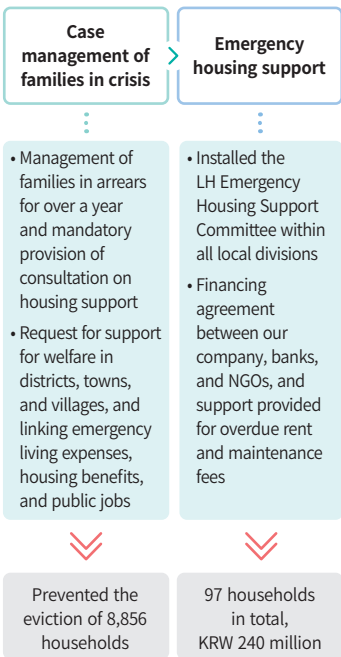 Case
management of
families in crisis
Emergency
housing support
• Management of
families in arrears
for over a year
and mandatory
provision of
consultation on
housing support
• Request for support
for welfare in
districts, towns,
and villages, and
linking emergency
living expenses,
housing benefits,
and public jobs
• Installed the
LH Emergency
Housing Support
Committee within
all local divisions
• Financing
agreement
between our
company, banks,
and NGOs, and
support provided
for overdue rent
and maintenance
fees
Prevented the
eviction of 8,856
households
97 households
in total,
KRW 240 million